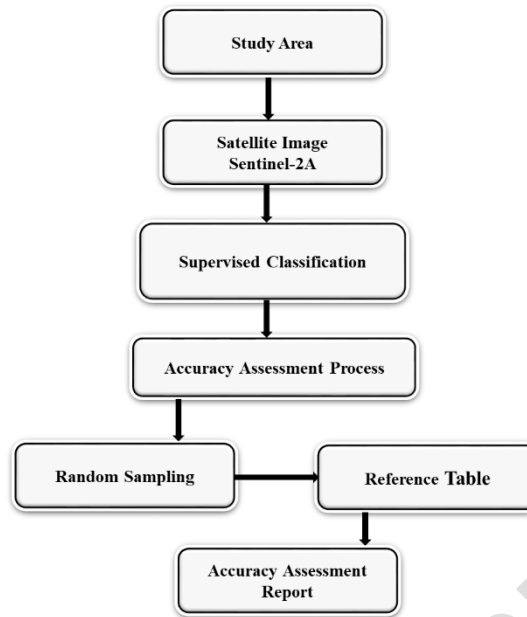 Study Area
Satellite Image
Sentinel-2A
Supervised Classification
Accuracy Assessment Process
Random Sampling
Reference Table
Accuracy Assessment
Report